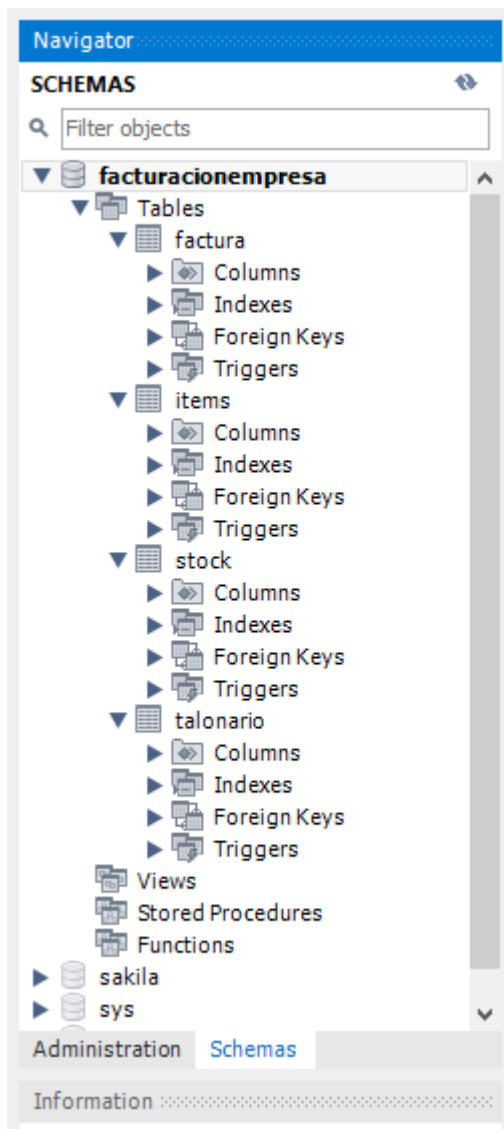 Navigator
SCHEMAS
Filter objects
facturacionempresa
Tables
factura
Columns
Indexes
Foreign Keys
Triggers
items
Columns
Indexes
Foreign Keys
Triggers
stock
Columns
Indexes
Foreign Keys
Triggers
talonario
Columns
Indexes
Foreign Keys
Triggers
Views
Stored Procedures
Functions
sakila
sys
Administration Schemas
Information